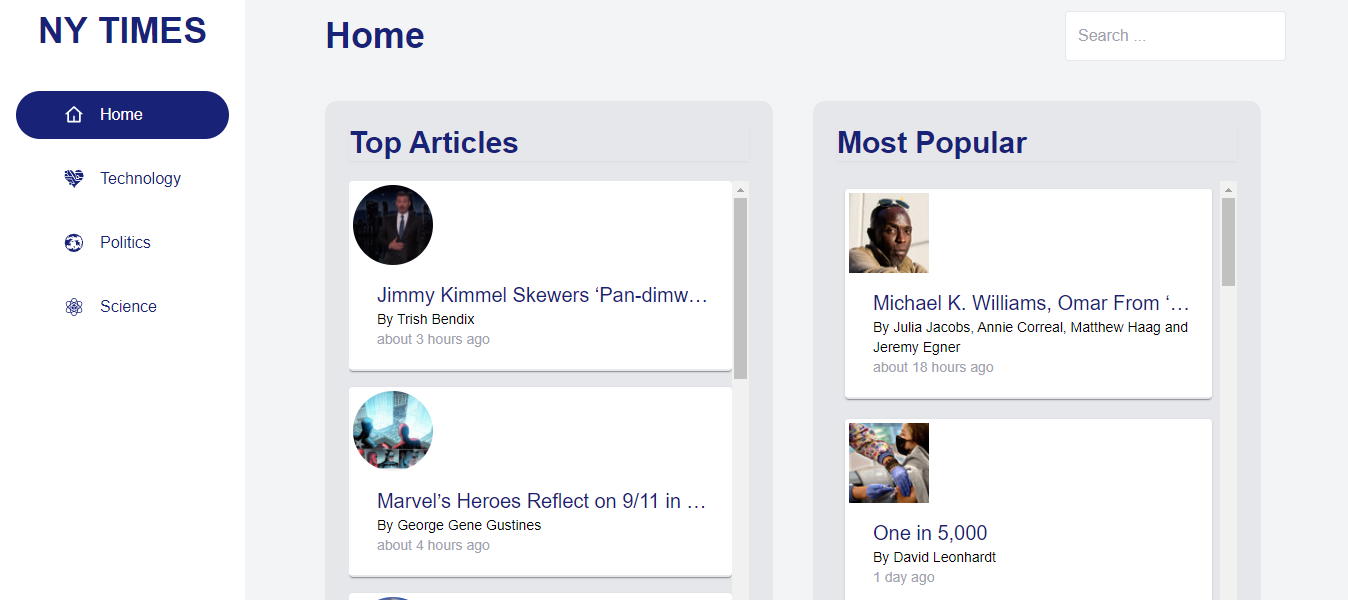 NY TIMES
Home
Technology
Politics
Science
Home
Search ...
Top Articles
Jimmy Kimmel Skewers ‘Pan-dimw…
By Trish Bendix
about 3 hours ago
Marvel’s Heroes Reflect on 9/11 in …
By George Gene Gustines
about 4 hours ago
Most Popular
Michael K. Williams, Omar From ‘…
By Julia Jacobs, Annie Correal, Matthew Haag and
Jeremy Egner
about 18 hours ago
One in 5,000
By David Leonhardt
1 day ago